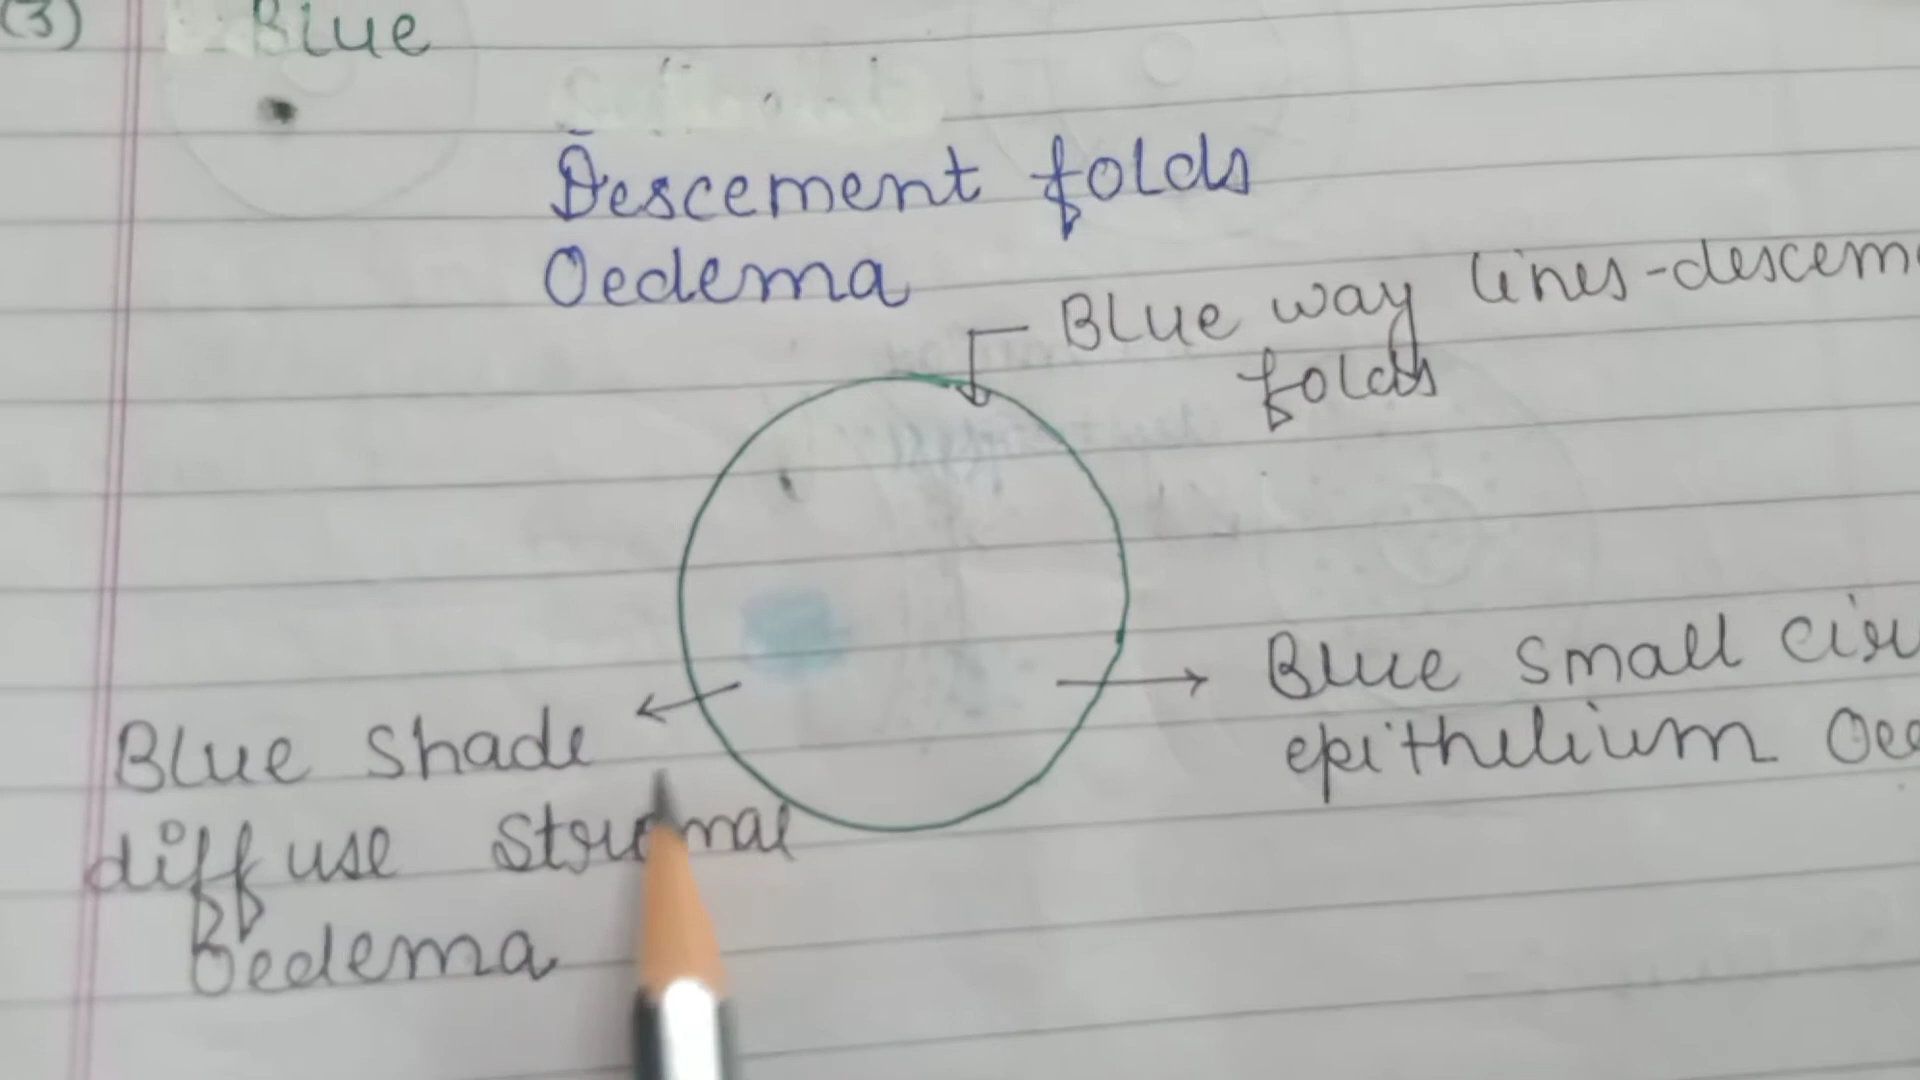 (3) Blue
Descement folds
Oedema
Blue way lines-descem
folds
Blue small cir
epithelium Oe
Blue Shade
diffuse Stromal
Oedema